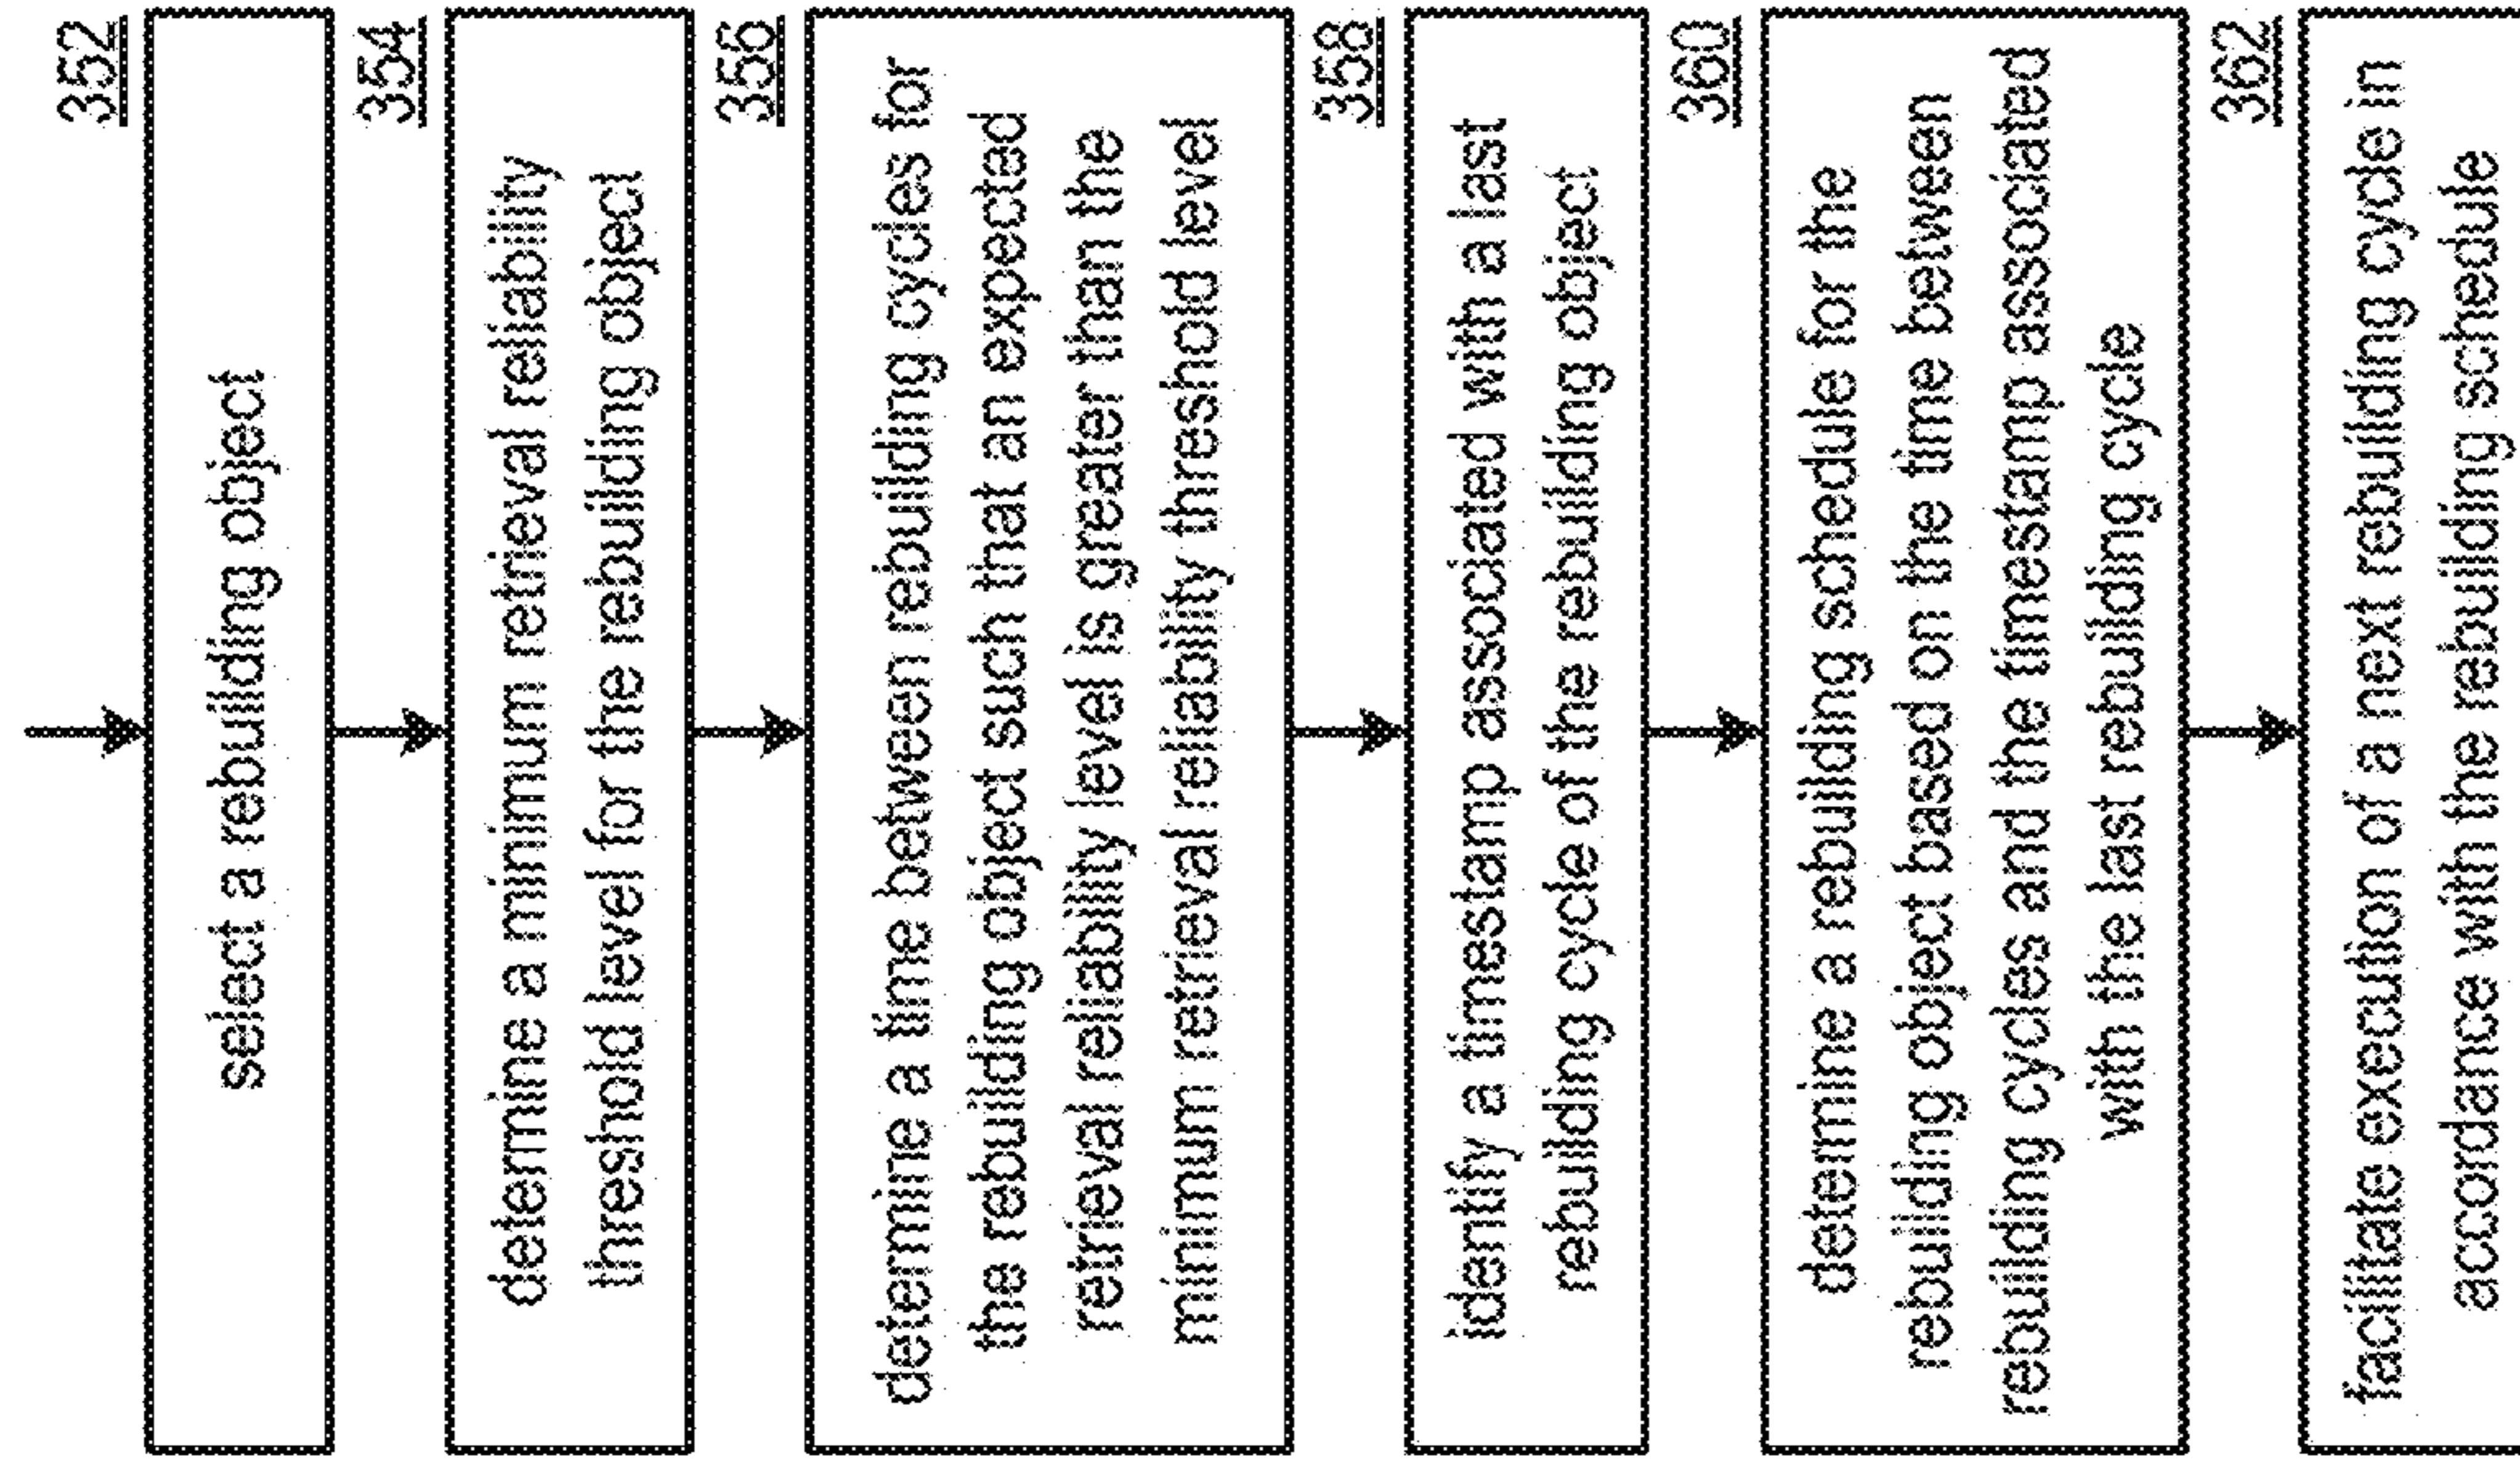 352
select a rebuilding object
354
determine a minimum retrieval reliability
threshold level for the rebuilding object
356
determine a time between rebuilding cycles for
the rebuilding object such that an expected
retrieval reliability level is greater than the
minimum retrieval reliability threshold level
358
identify a timestamp associated with a last
rebuilding cycle of the rebuilding object
360
determine a rebuilding schedule for the
rebuilding object based on the time between
rebuilding cycles and the timestamp associated
with the last rebuilding cycle
362
facilitate execution of a next rebuilding cycle in
accordance with the rebuilding schedule